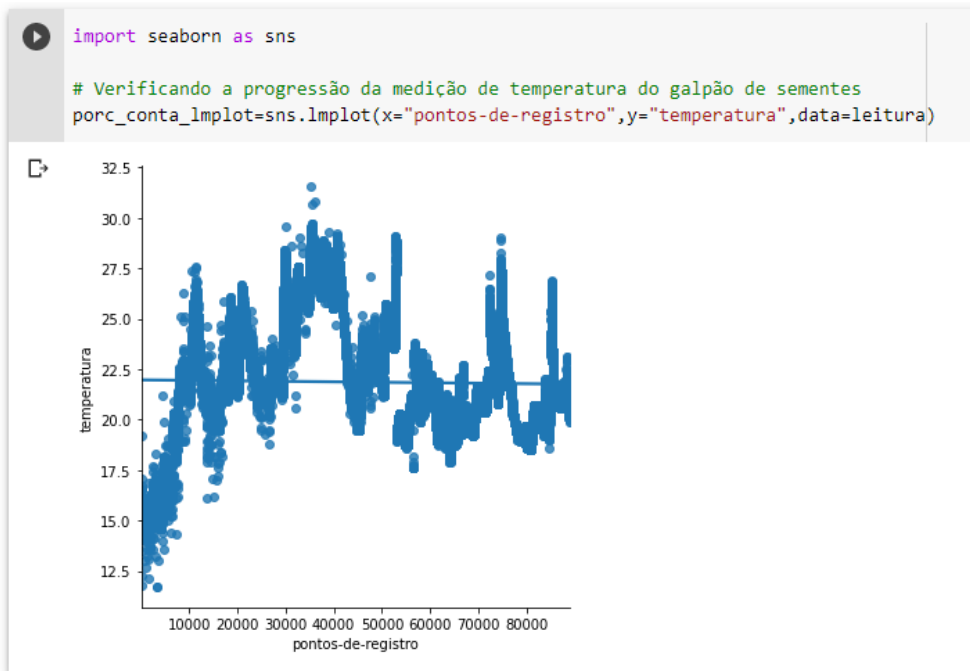 import seaborn as sns
# Verificando a progressão da medição de temperatura do galpão de sementes
porc_conta_lmplot=sns.lmplot(x="pontos-de-registro",y="temperatura",data=leitura)
32.5
30.0
27.5
25.0
22.5
20.0
17.5
15.0
12.5
temperatura
10000 20000 30000 40000 50000 60000 70000 80000
pontos-de-registro